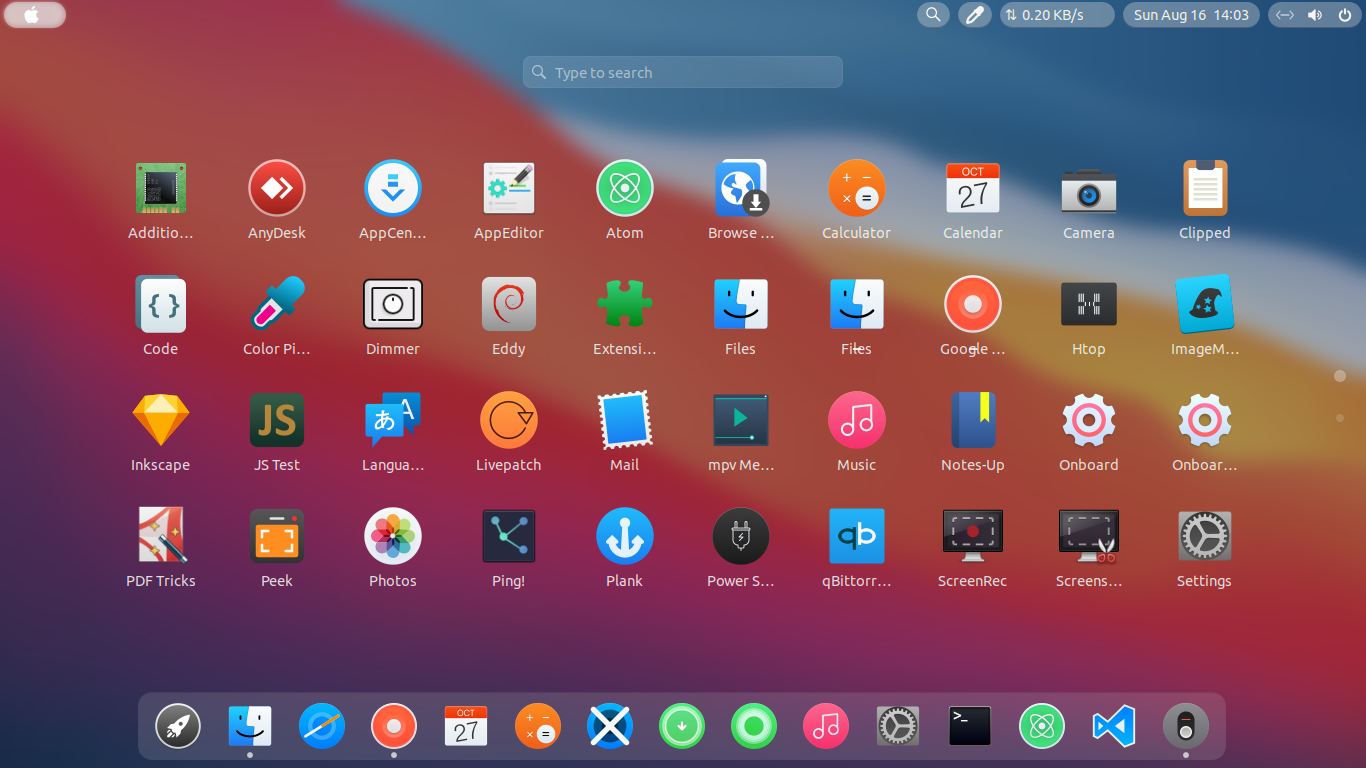 0.20 KB/s
Sun Aug 16 14:03
Type to search
OCT
27
Additio...
AnyDesk
AppCen...
AppEditor
Atom
Browse ...
Calculator
Calendar
Camera
Clipped
Code
Color Pi...
Dimmer
Eddy
Extensi...
Files
Files
Google ...
Htop
ImageM...
JS
あ
A
Inkscape
JS Test
Langua...
Livepatch
Mail
mpv Me...
Music
Notes-Up
Onboard
Onboar...
qb
PDF Tricks
Peek
Photos
Ping!
Plank
Power S...
qBittorr...
ScreenRec
Screens...
Settings
OCT
27
>_